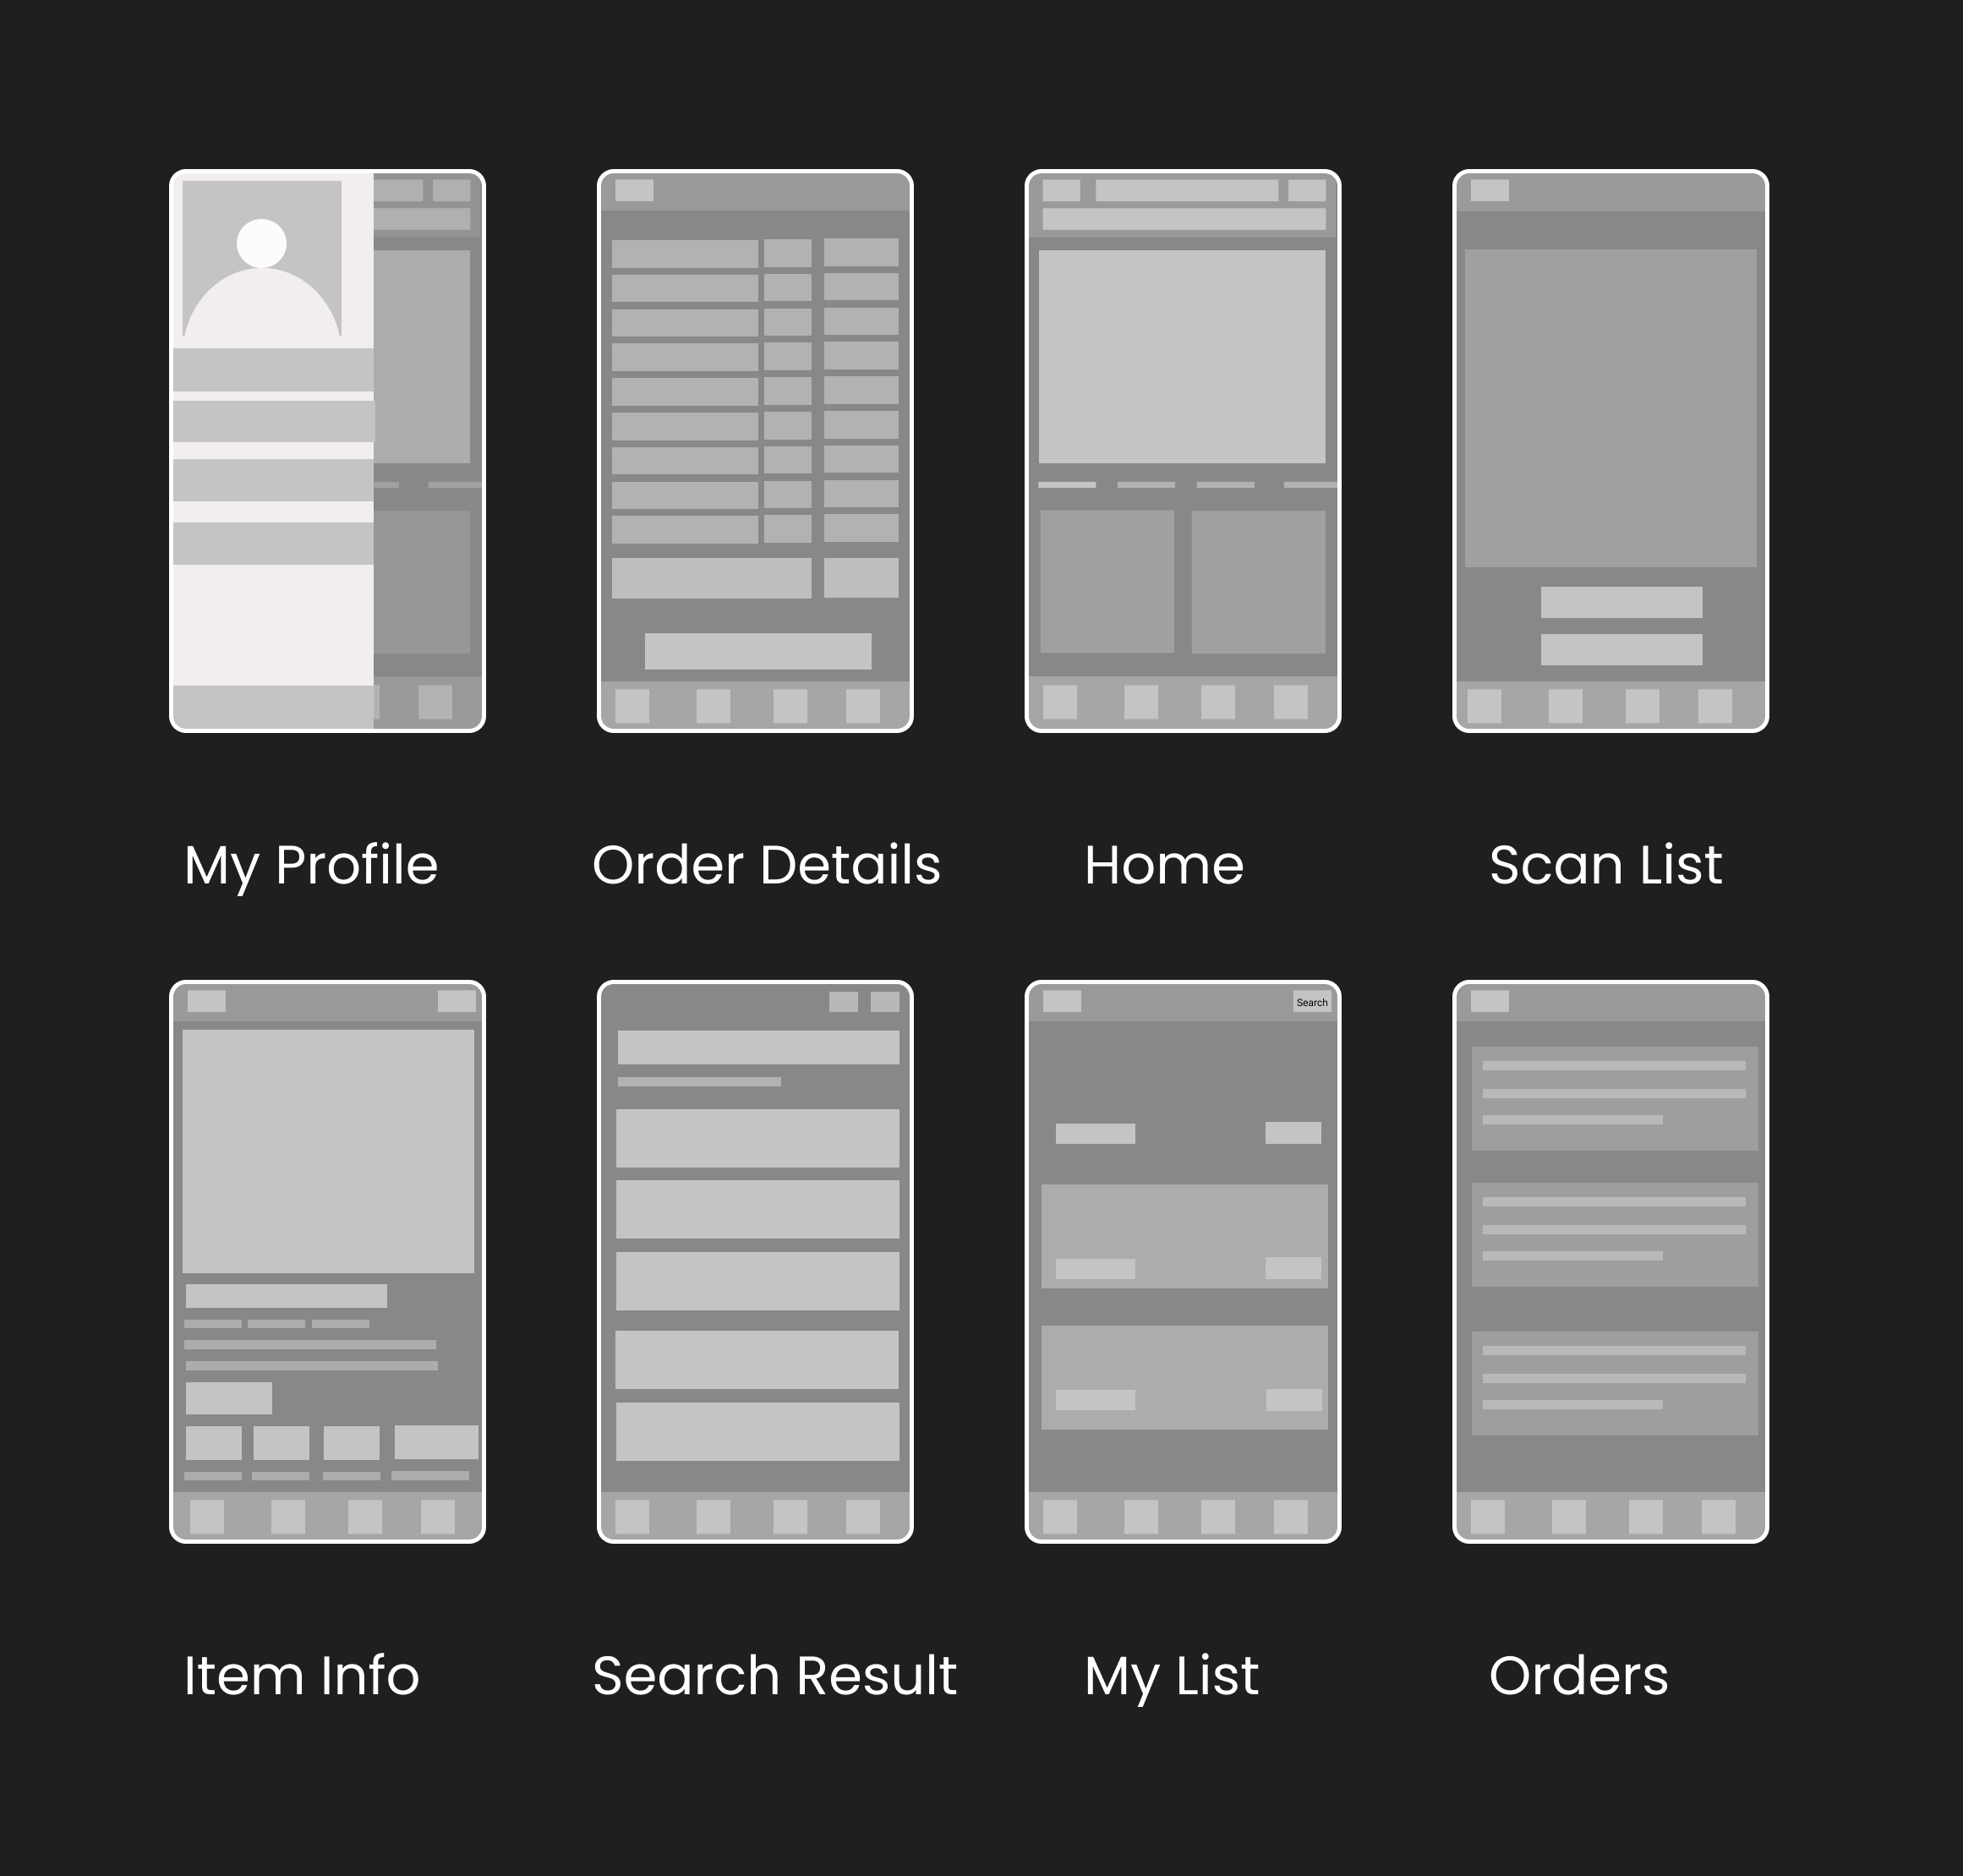 My Profile
Order Details
Home
Scan List
Search
Item Info
Search Result
My List
Orders